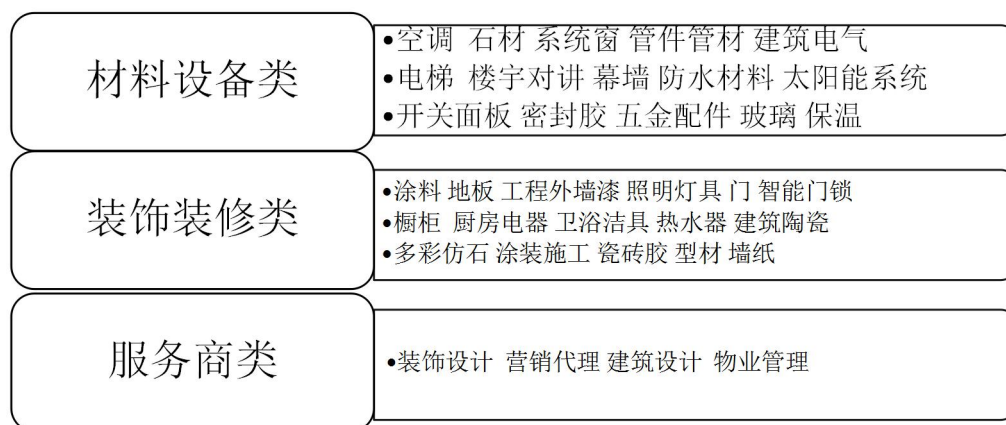 材料设备类
•空调 石材 系统窗 管件管材 建筑电气
•电梯 楼宇对讲 幕墙 防水材料 太阳能系统
•开关面板 密封胶 五金配件 玻璃 保温
装饰装修类
•涂料 地板 工程外墙漆 照明灯具 门 智能门锁
•橱柜 厨房电器 卫浴洁具 热水器 建筑陶瓷
•多彩仿石 涂装施工 瓷砖胶 型材 墙纸
服务商类
•装饰设计 营销代理 建筑设计 物业管理